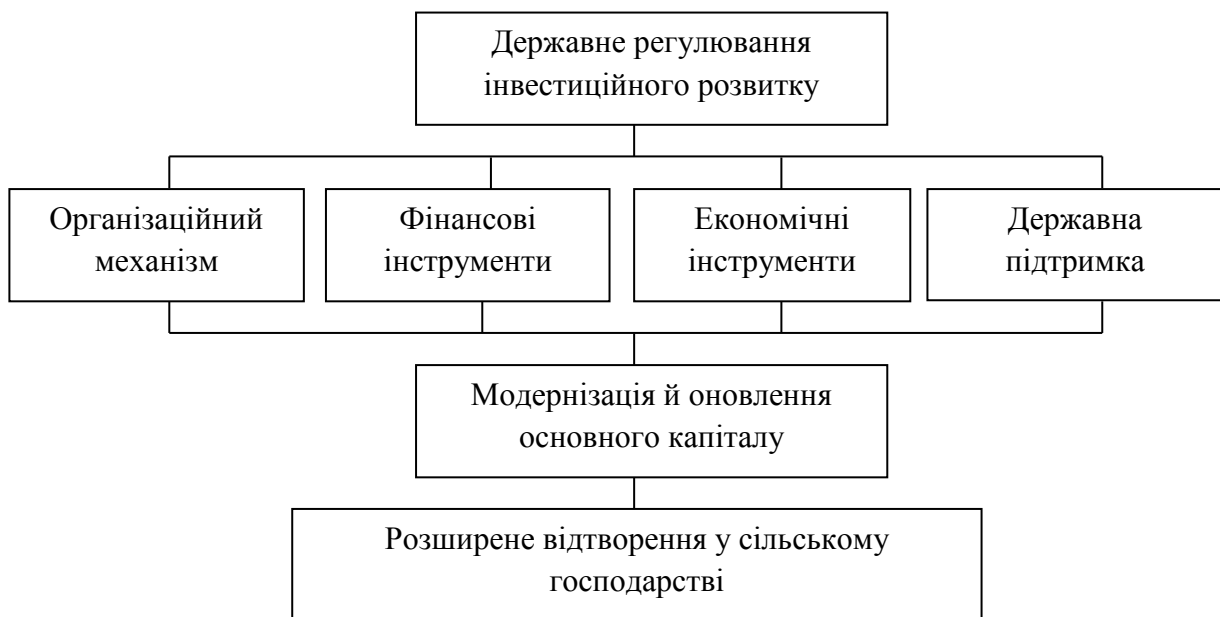 Державне регулювання
інвестиційного розвитку
Організаційний
механізм
Фінансові
інструменти
Економічні
інструменти
Державна
підтримка
Модернізація й оновлення
основного капіталу
Розширене відтворення у сільському
господарстві